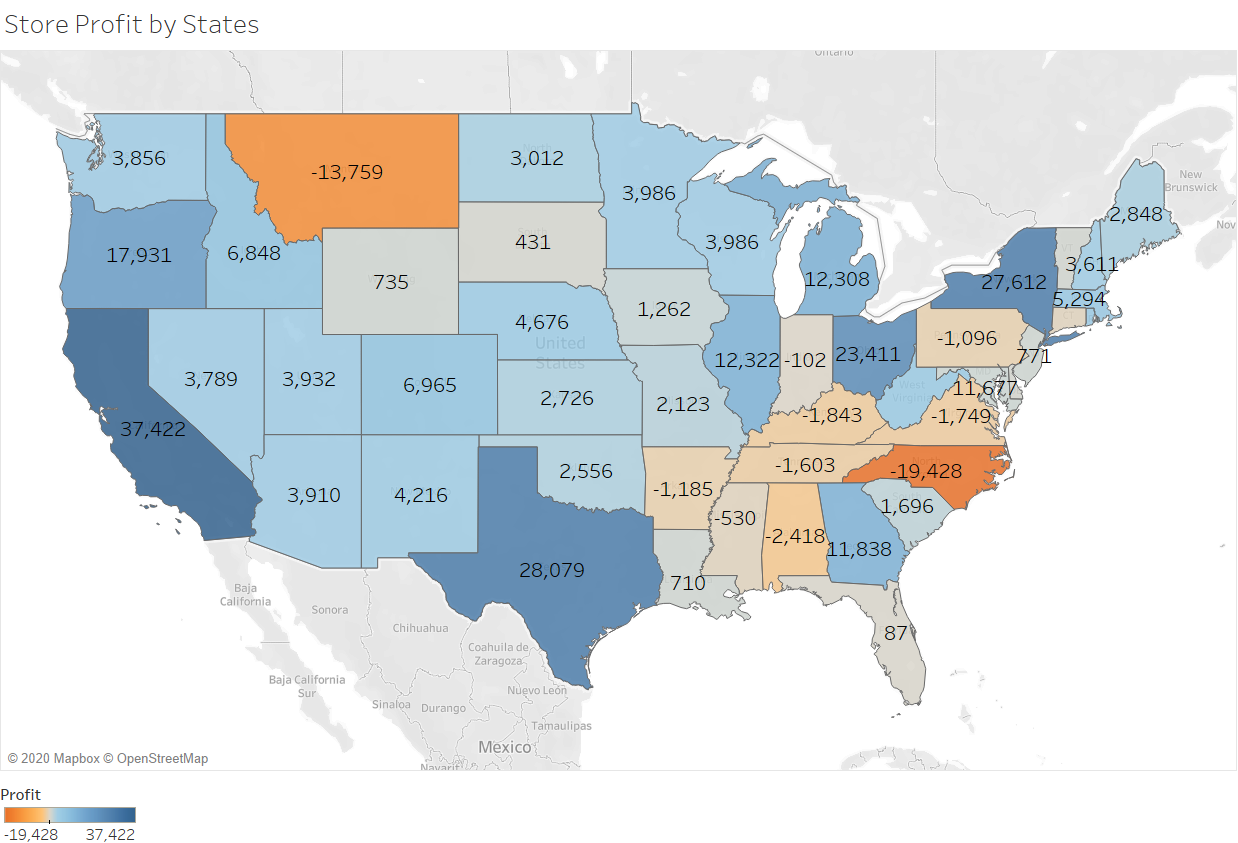 Store Profit by States
Ontario
3,856
-13,759
North
3,012
3,986
New
Brunswick
2,848
Nov
17,931
6,848
735
431
3,986
12,308
27,612
3,611
5,294
1,262
4,676
United
States
-1,096
771
3,789
3,932
6,965
2,726
2,123
12,322
-102
23,411
West
Virginia
11,677
-1,843
-1,749
37,422
-1,603
North
-19,428
3,910
4,216
2,556
-1,185
-530
-2,418
11,838
1,696
28,079
710
87
Baja
California
Sonora
Chihuahua
Coahuila de
Zaragoza
Baja California
Sur
Sinaloa
Durango
Nuevo León
Tamaulipas
Mexico
Nayarit
© 2020 Mapbox © OpenStreetMap
Profit
-19,428
37,422